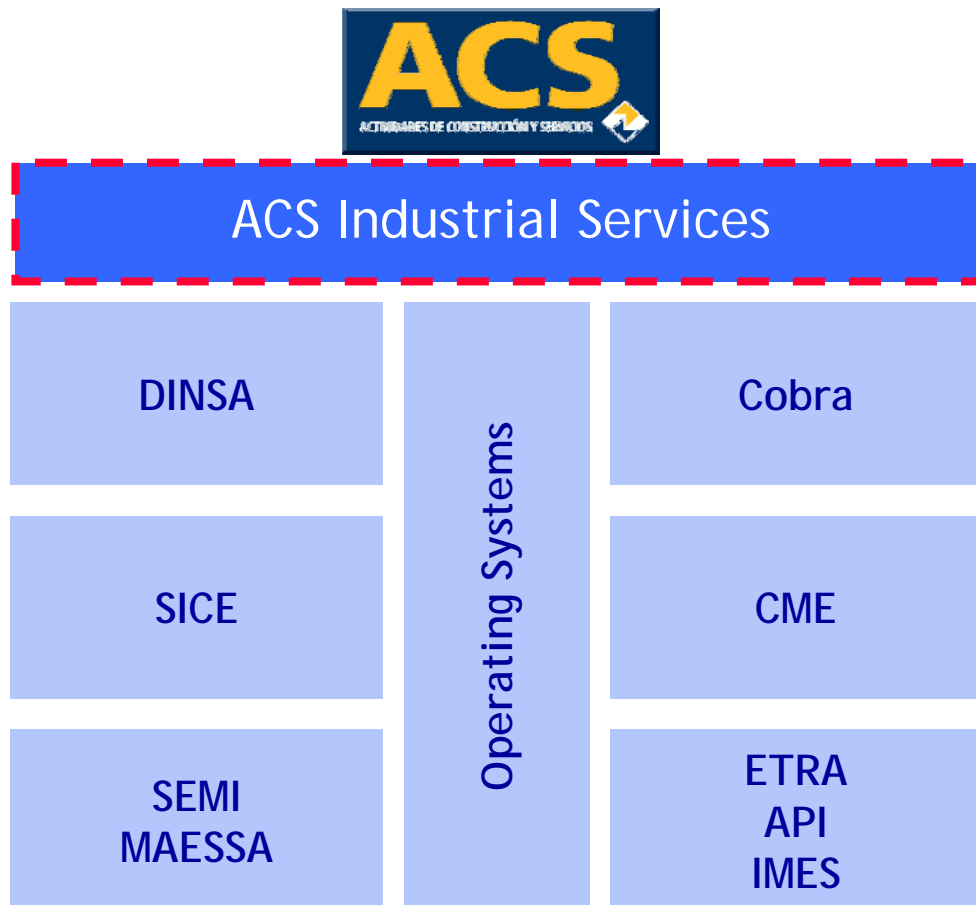 ACS
ACTIVIDADES DE CONSTRUCCIÓN Y SERVICIOS
ACS Industrial Services
DINSA
Operating Systems
Cobra
SICE
CME
SEMI
MAESSA
ETRA
API
IMES